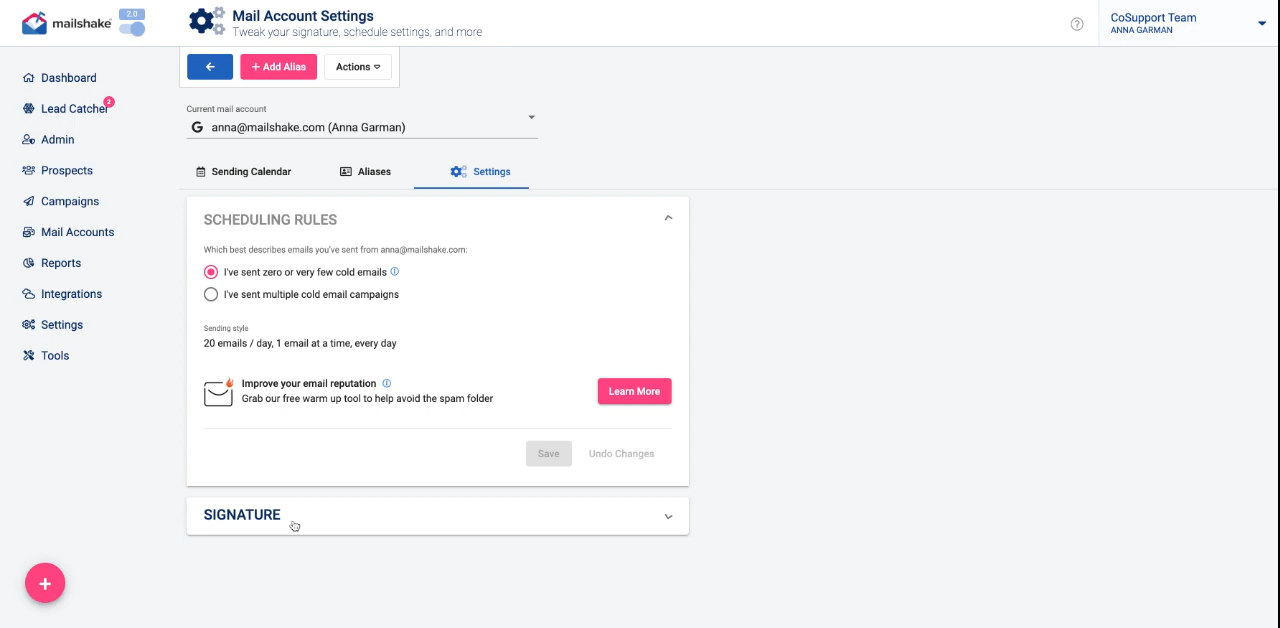 mailshake
2.0
Mail Account Settings
Tweak your signature, schedule settings, and more
?
CoSupport Team
ANNA GARMAN
+ Add Alias
Actions
Dashboard
Lead Catcher
2
Admin
Prospects
Campaigns
Mail Accounts
Reports
Integrations
Settings
Tools
Current mail account
G anna@mailshake.com (Anna Garman)
Sending Calendar
Aliases
Settings
SCHEDULING RULES
Which best describes emails you've sent from anna@mailshake.com:
I've sent zero or very few cold emails
I've sent multiple cold email campaigns
Sending style
20 emails / day, 1 email at a time, every day
Improve your email reputation
Grab our free warm up tool to help avoid the spam folder
Learn More
Save
Undo Changes
SIGNATURE
+